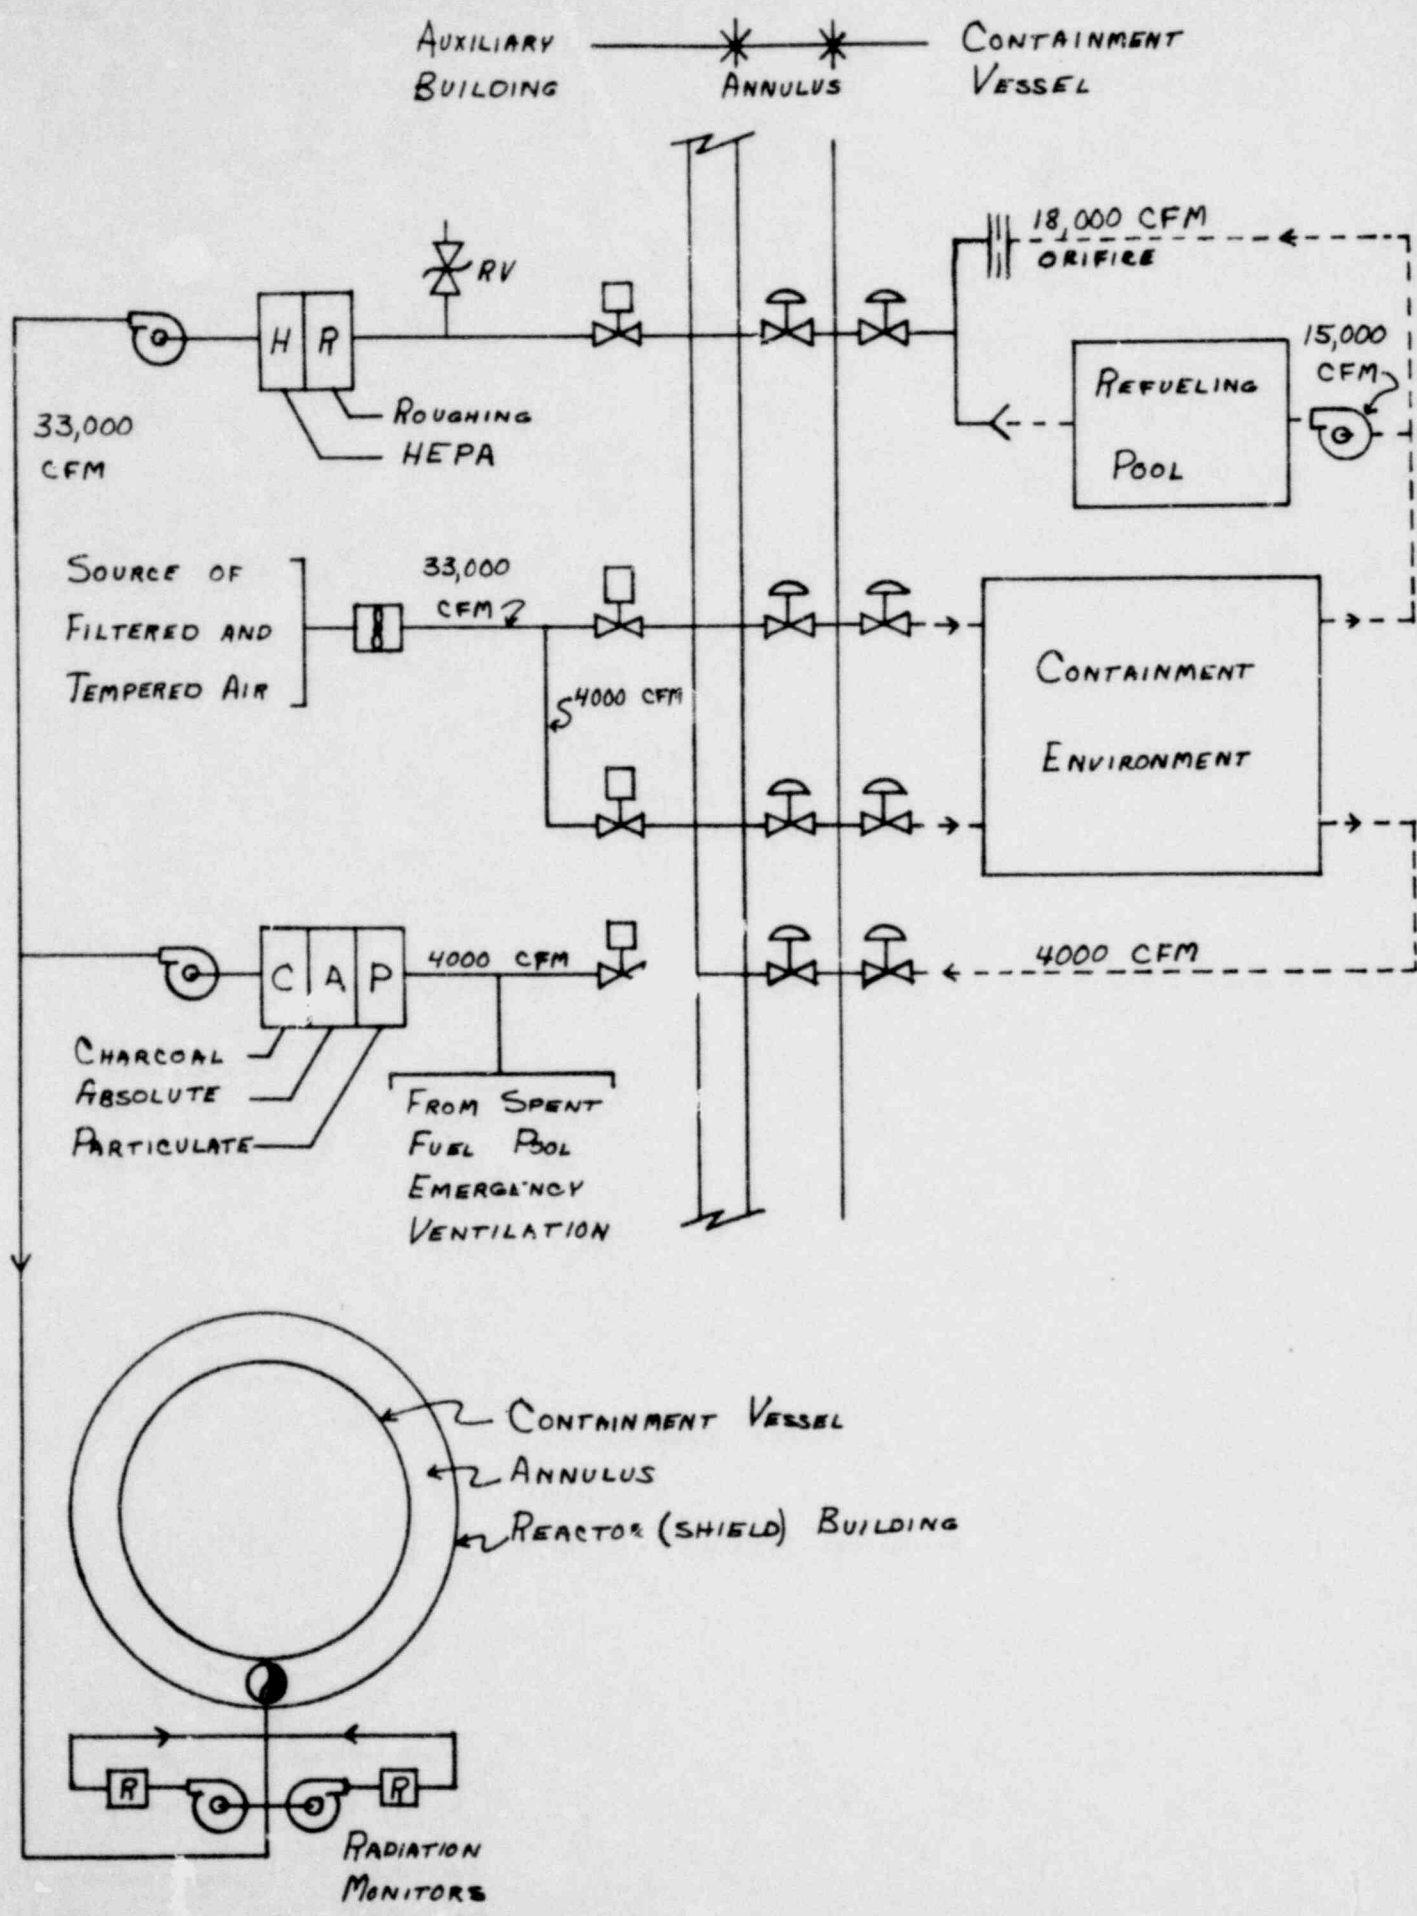 AUXILIARY
BUILDING
ANNULUS
CONTAINMENT
VESSEL
18,000 CFM
ORIFIRE
RV
H R
15,000
CFM
REFUELING
POOL
ROUGHING
HEPA
33,000
CFM
SOURCE OF
FILTERED AND
TEMPERED AIR
33,000
CFM
4000 CFM
CONTAINMENT
ENVIRONMENT
C A P
4000 CFM
4000 CFM
CHARCOAL
ABSOLUTE
PARTICULATE
FROM SPENT
FUEL POOL
EMERGENCY
VENTILATION
CONTAINMENT VESSEL
ANNULUS
REACTOR (SHIELD) BUILDING
R
R
RADIATION
MONITORS